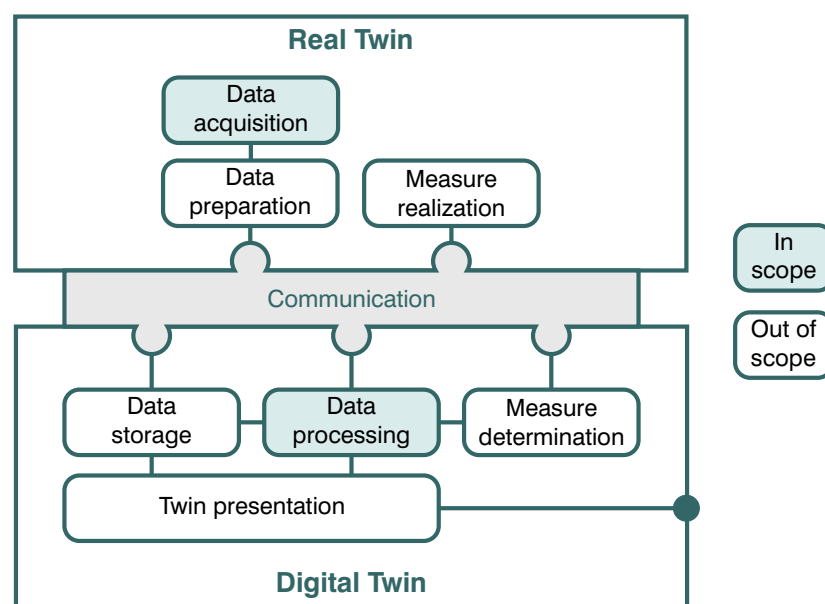 Real Twin
Data
acquisition
Data
preparation
Measure
realization
In
scope
Communication
Out of
scope
Data
storage
Data
processing
Measure
determination
Twin presentation
Digital Twin